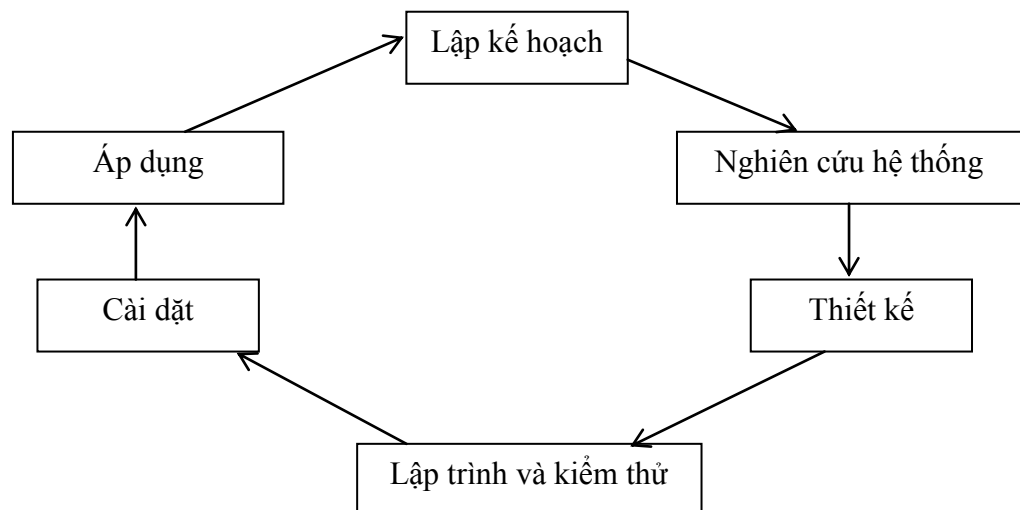 Lập kế hoạch
Áp dụng
Nghiên cứu hệ thống
Cài dặt
Thiết kế
Lập trình và kiểm thử